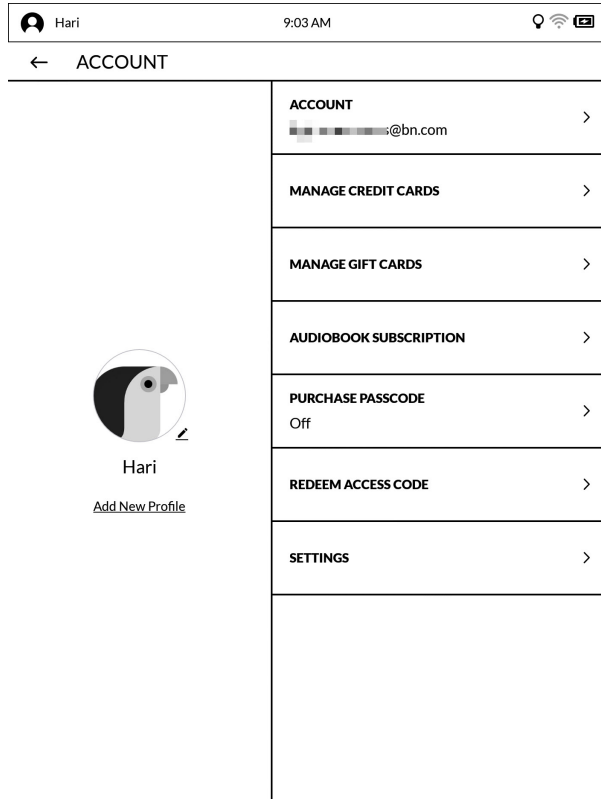 Hari
9:03 AM
ACCOUNT
ACCOUNT
@bn.com
MANAGE CREDIT CARDS
MANAGE GIFT CARDS
AUDIOBOOK SUBSCRIPTION
PURCHASE PASSCODE
Off
REDEEM ACCESS CODE
SETTINGS
Hari
Add New Profile